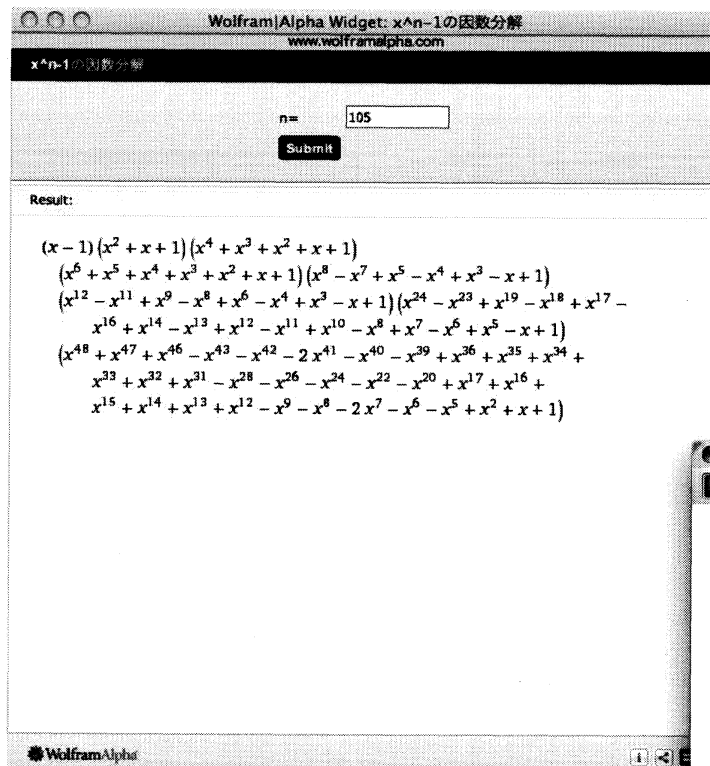 Wolfram|Alpha Widget: x^n-1の因数分解
www.wolframalpha.com
x^n-1の因数分解
n= 105
Submit
Result:
(x − 1)(x² + x + 1)(x⁴ + x³ + x² + x + 1)
(x⁶ + x⁵ + x⁴ + x³ + x² + x + 1)(x⁸ − x⁷ + x⁵ − x⁴ + x³ − x + 1)
(x¹² − x¹¹ + x⁹ − x⁸ + x⁶ − x⁴ + x³ − x + 1)(x²⁴ − x²³ + x¹⁹ − x¹⁸ + x¹⁷ −
x¹⁶ + x¹⁴ − x¹³ + x¹² − x¹¹ + x¹⁰ − x⁸ + x⁷ − x⁶ + x⁵ − x + 1)
(x⁴⁸ + x⁴⁷ + x⁴⁶ − x⁴³ − x⁴² − 2 x⁴¹ − x⁴⁰ − x³⁹ + x³⁶ + x³⁵ + x³⁴ +
x³³ + x³² + x³¹ − x²⁸ − x²⁶ − x²⁴ − x²² − x²⁰ + x¹⁷ + x¹⁶ +
x¹⁵ + x¹⁴ + x¹³ + x¹² − x⁹ − x⁸ − 2 x⁷ − x⁶ − x⁵ + x² + x + 1)
WolframAlpha